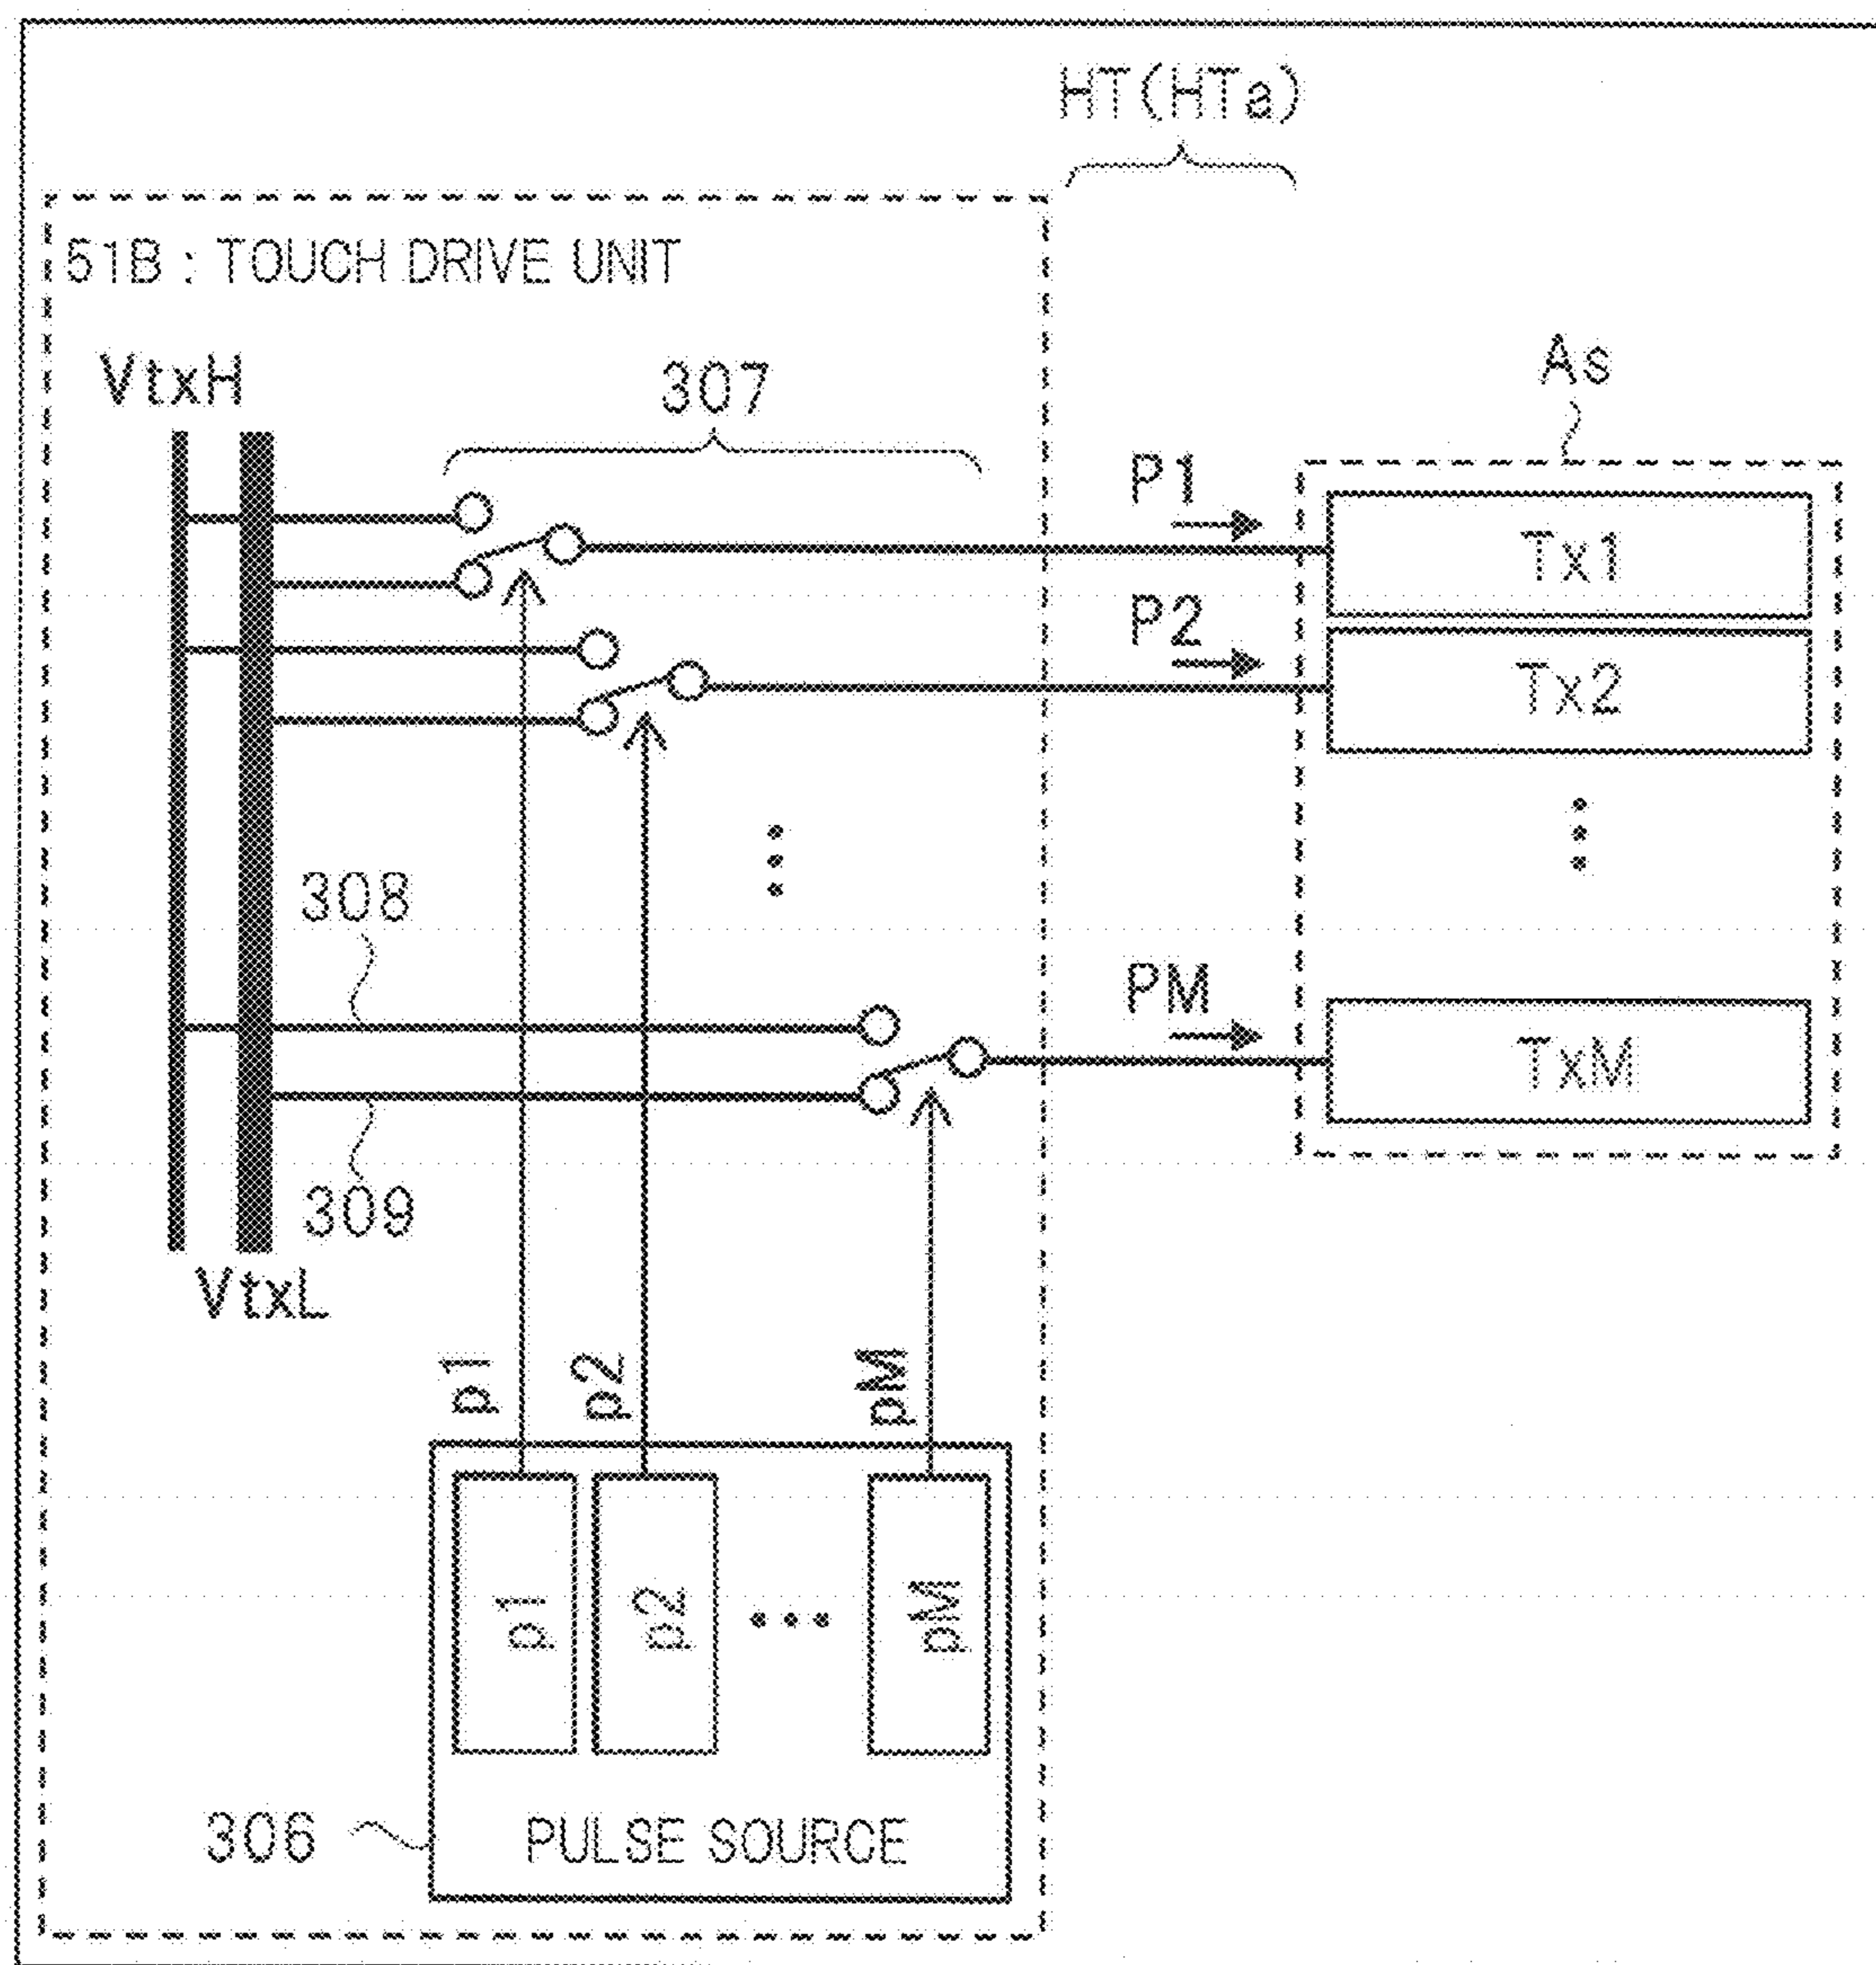 HT(HTa)
51B : TOUCH DRIVE UNIT
VtxH
307
As
P1
Tx1
P2
Tx2
308
PM
TxM
309
VtxL
p1
p2
pM
p1
p2
pM
306
PULSE SOURCE